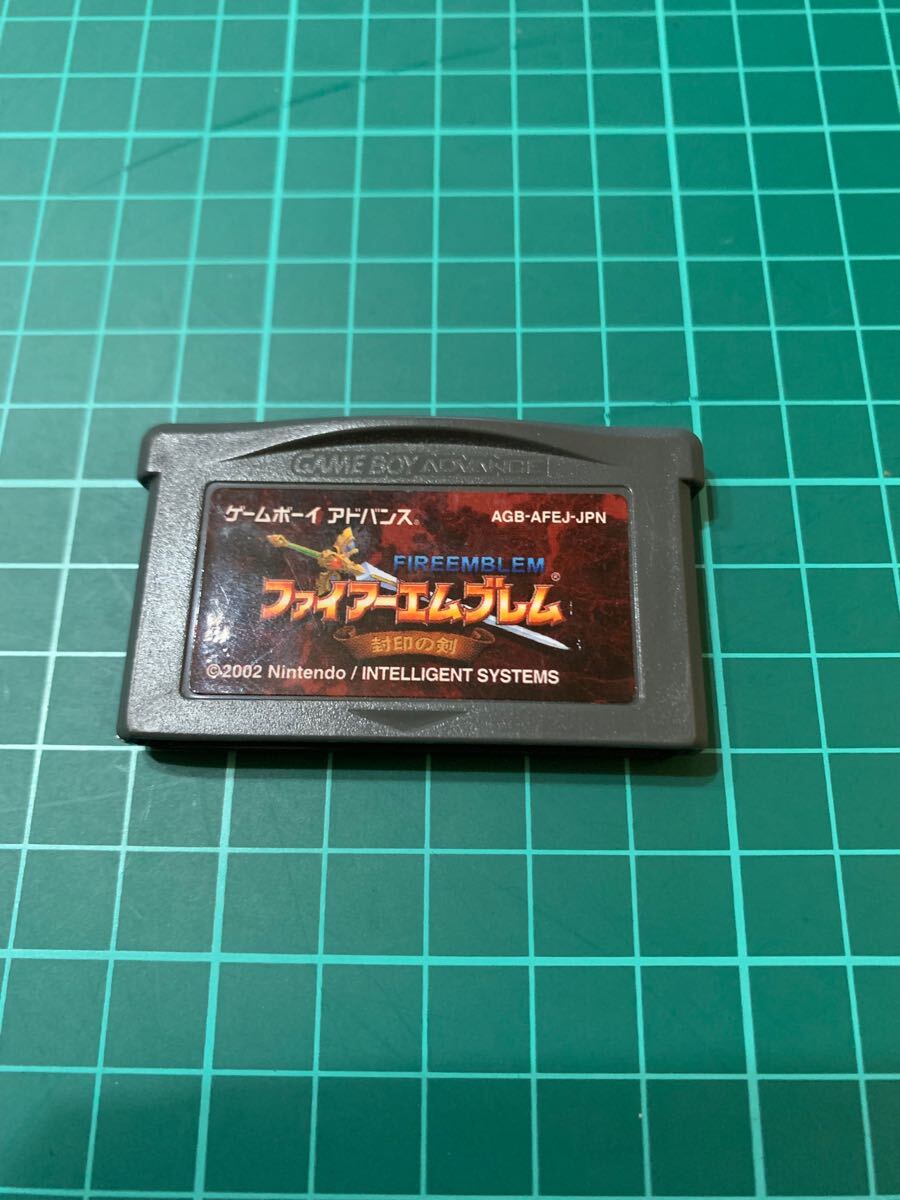 GAME BOY ADVANCE
ゲームボーイ アドバンス®
AGB-AFEJ-JPN
FIREEMBLEM
ファイアーエムブレム®
封印の剣
©2002 Nintendo / INTELLIGENT SYSTEMS